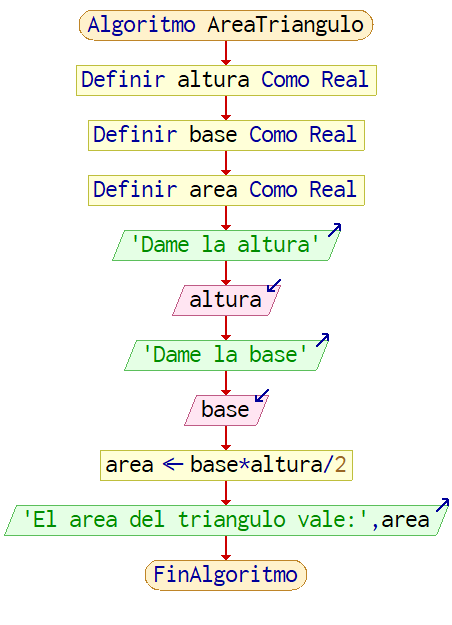 Algoritmo AreaTriangulo
Definir altura Como Real
Definir base Como Real
Definir area Como Real
'Dame la altura'
altura
'Dame la base'
base
area ← base*altura/2
'El area del triangulo vale:',area
FinAlgoritmo